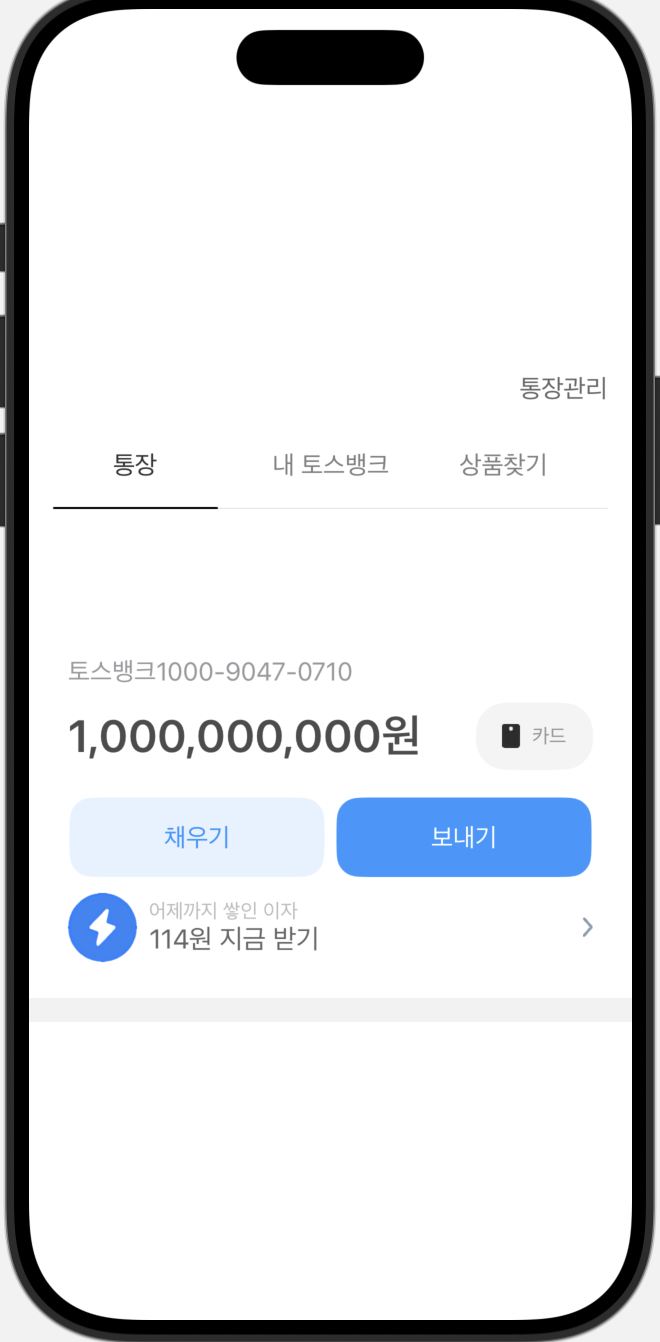 통장관리
통장 내 토스뱅크 상품찾기
토스뱅크1000-9047-0710
1,000,000,000원
카드
채우기 보내기
어제까지 쌓인 이자
114원 지금 받기